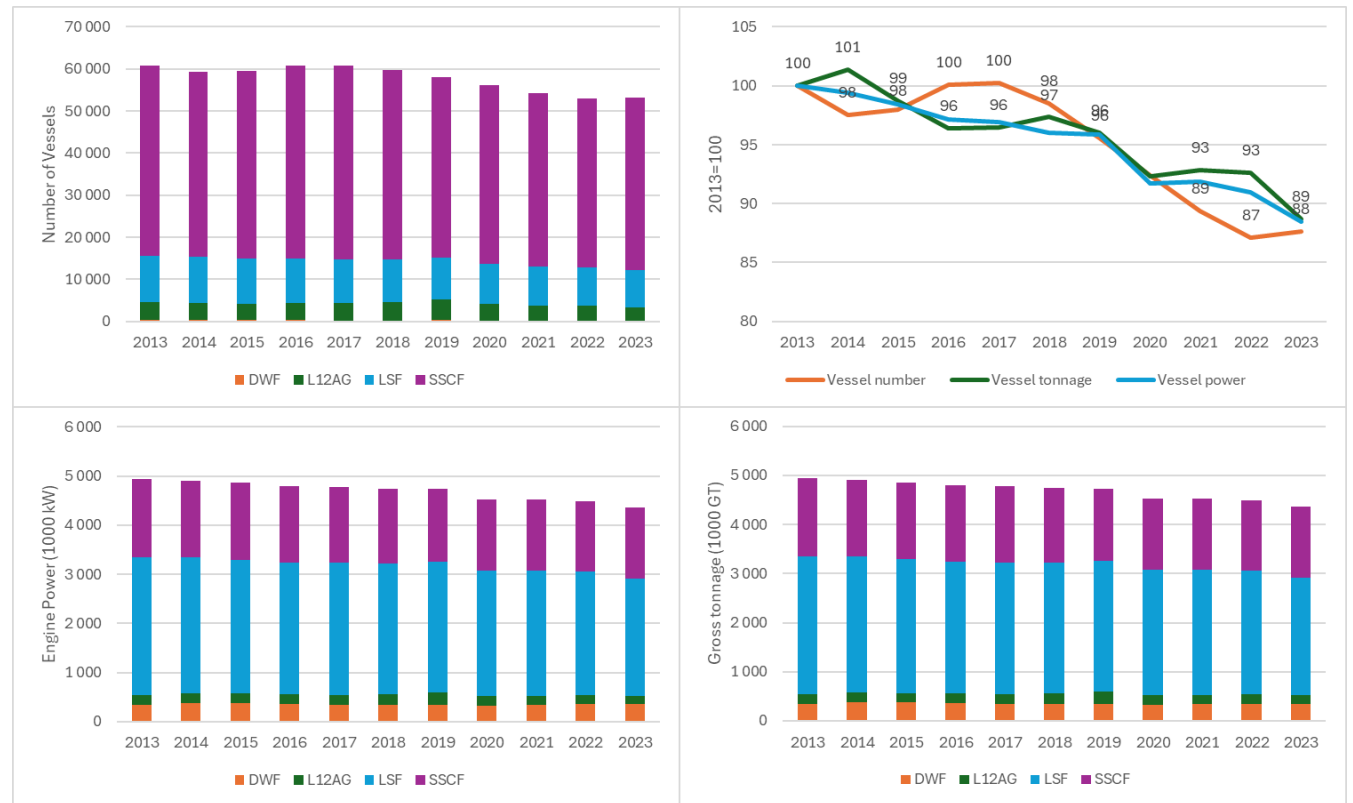 70 000
60 000
50 000
40 000
30 000
20 000
10 000
0
Number of Vessels
2013 2014 2015 2016 2017 2018 2019 2020 2021 2022 2023
DWF L12AG LSF SSCF
105
100
95
90
85
80
2013=100
100 101 99 98 98 100 96 100 96 98 97 96 96 93 89 93 87 89 88
2013 2014 2015 2016 2017 2018 2019 2020 2021 2022 2023
Vessel number Vessel tonnage Vessel power
6 000
5 000
4 000
3 000
2 000
1 000
0
Engine Power (1000 kW)
2013 2014 2015 2016 2017 2018 2019 2020 2021 2022 2023
DWF L12AG LSF SSCF
6 000
5 000
4 000
3 000
2 000
1 000
0
Gross tonnage (1000 GT)
2013 2014 2015 2016 2017 2018 2019 2020 2021 2022 2023
DWF L12AG LSF SSCF